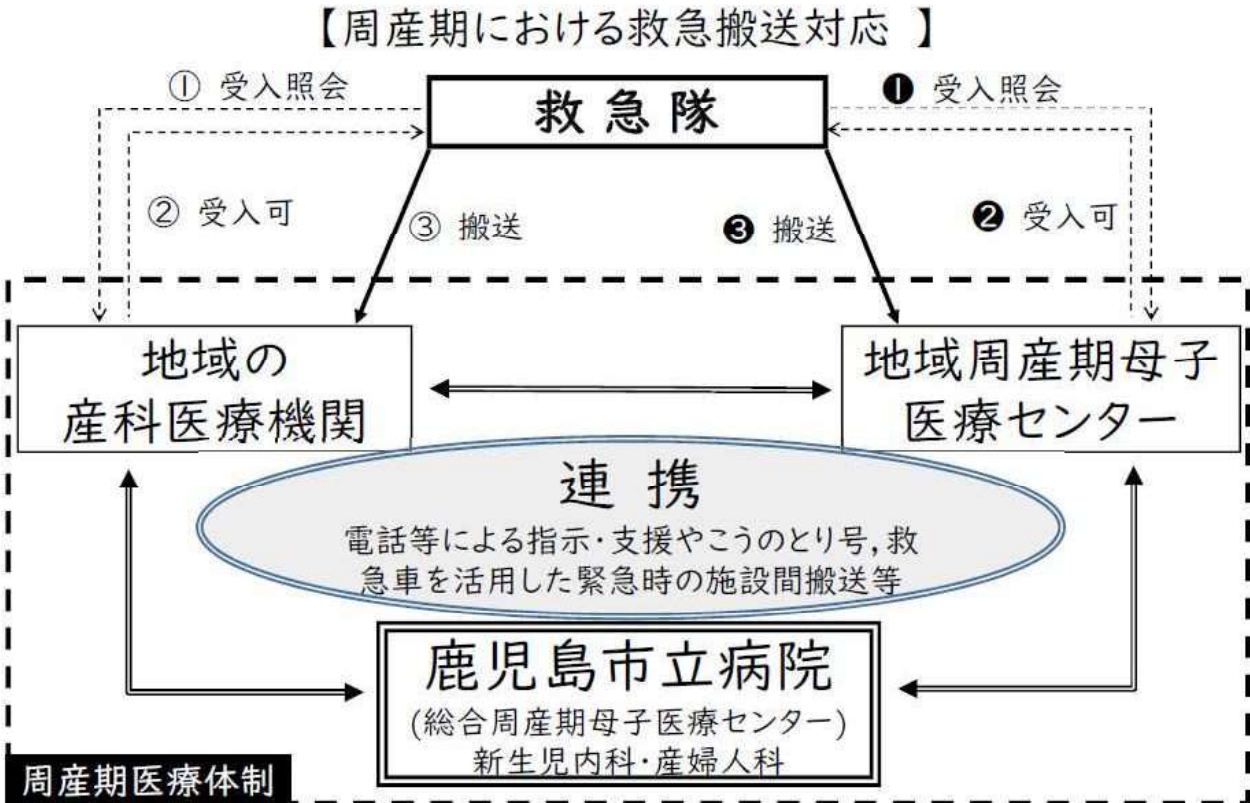 【周産期における救急搬送対応 】
① 受入照会
救急隊
❶ 受入照会
② 受入可
③ 搬送
❸ 搬送
❷ 受入可
地域の
産科医療機関
地域周産期母子
医療センター
連 携
電話等による指示・支援やこうのとり号,救
急車を活用した緊急時の施設間搬送等
鹿児島市立病院
(総合周産期母子医療センター)
新生児内科・産婦人科
周産期医療体制